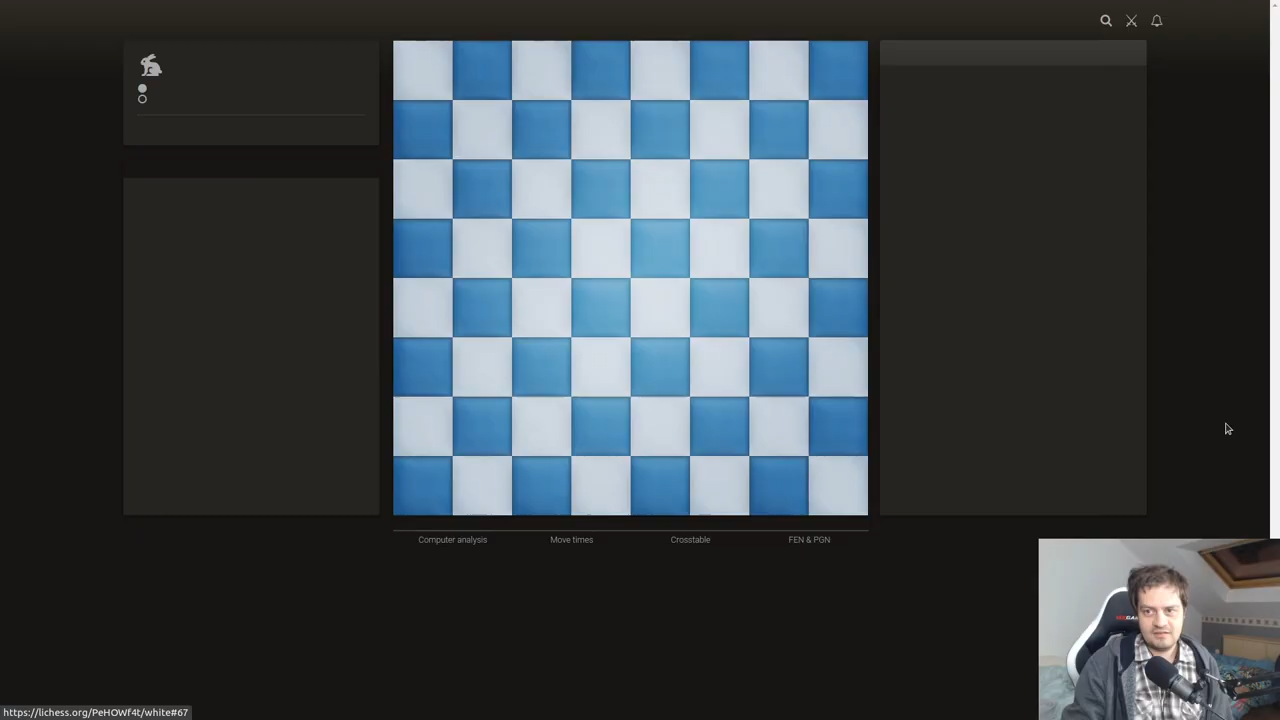 Computer analysis
Move times
Crosstable
FEN & PGN
https://lichess.org/PeHOWf4t/white#67